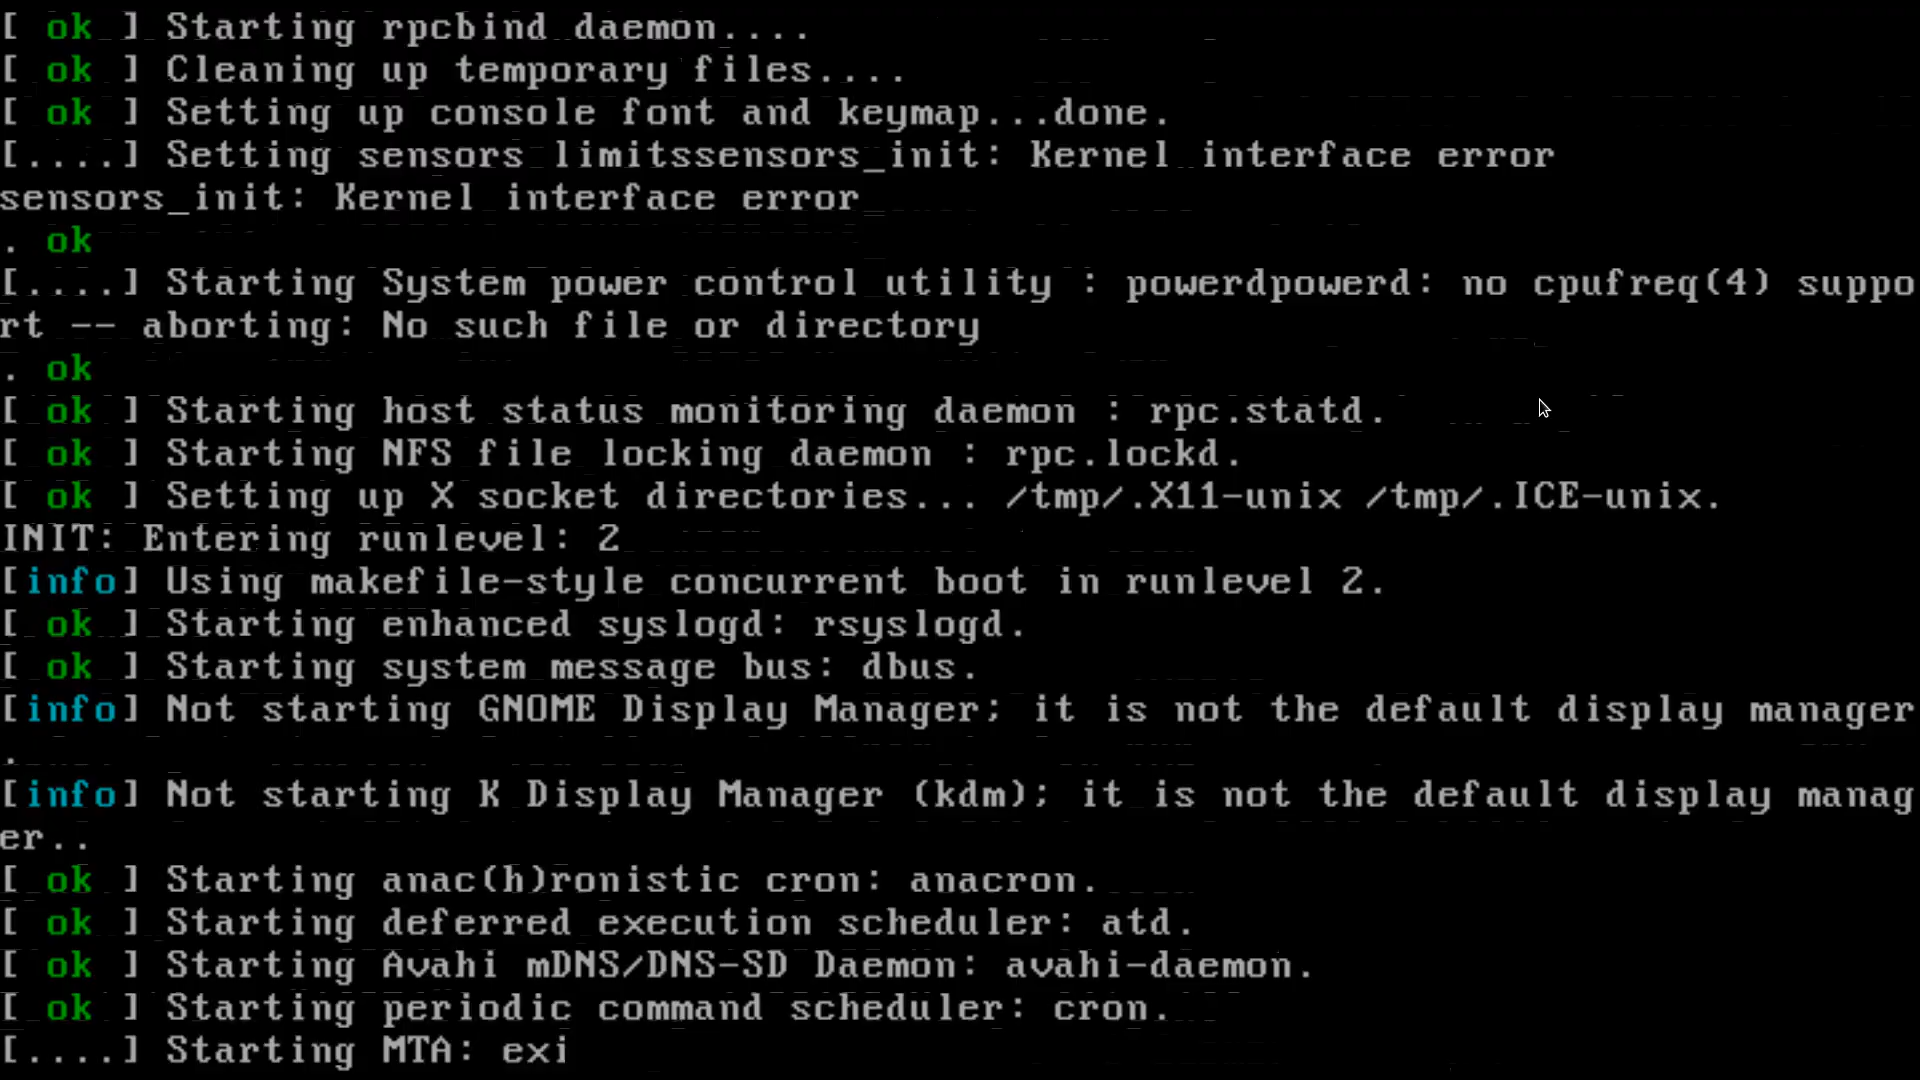 [ ok ] Starting rpcbind daemon....
[ ok ] Cleaning up temporary files....
[ ok ] Setting up console font and keymap...done.
[....] Setting sensors limitssensors_init: Kernel interface error
sensors_init: Kernel interface error
. ok
[....] Starting System power control utility : powerdpowerd: no cpufreq(4) suppo
rt -- aborting: No such file or directory
. ok
[ ok ] Starting host status monitoring daemon : rpc.statd.
[ ok ] Starting NFS file locking daemon : rpc.lockd.
[ ok ] Setting up X socket directories... /tmp/.X11-unix /tmp/.ICE-unix.
INIT: Entering runlevel: 2
[info] Using makefile-style concurrent boot in runlevel 2.
[ ok ] Starting enhanced syslogd: rsyslogd.
[ ok ] Starting system message bus: dbus.
[info] Not starting GNOME Display Manager; it is not the default display manager
.
[info] Not starting K Display Manager (kdm); it is not the default display manag
er..
[ ok ] Starting anac(h)ronistic cron: anacron.
[ ok ] Starting deferred execution scheduler: atd.
[ ok ] Starting Avahi mDNS/DNS-SD Daemon: avahi-daemon.
[ ok ] Starting periodic command scheduler: cron.
[....] Starting MTA: exi